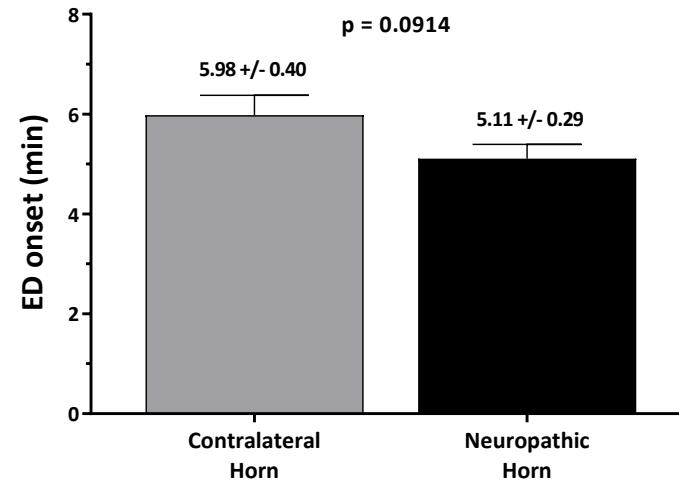 p = 0.0914
5.98 +/- 0.40
5.11 +/- 0.29
ED onset (min)
8
6
4
2
0
Contralateral
Horn
Neuropathic
Horn